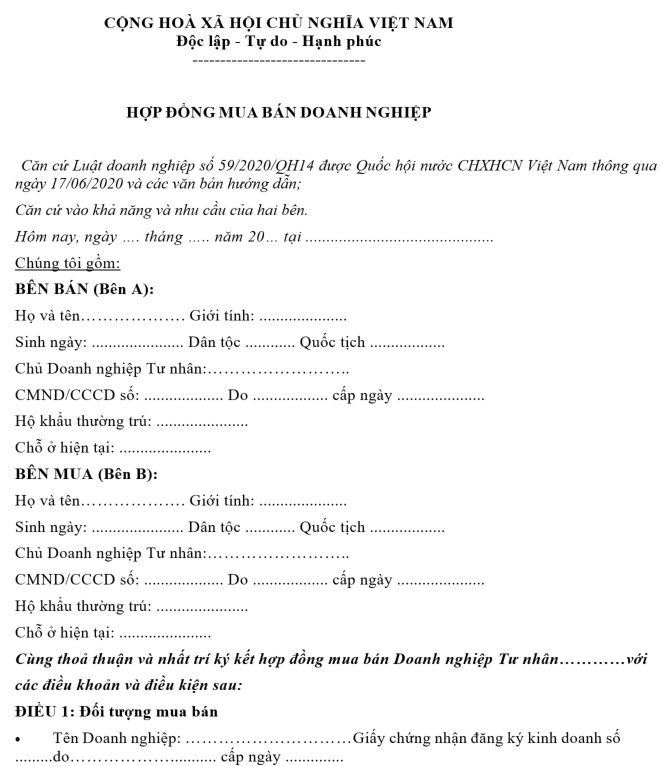 CỘNG HOÀ XÃ HỘI CHỦ NGHĨA VIỆT NAM
Độc lập - Tự do - Hạnh phúc
-------------------------------
HỢP ĐỒNG MUA BÁN DOANH NGHIỆP
Căn cứ Luật doanh nghiệp số 59/2020/QH14 được Quốc hội nước CHXHCN Việt Nam thông qua
ngày 17/06/2020 và các văn bản hướng dẫn;
Căn cứ vào khả năng và nhu cầu của hai bên.
Hôm nay, ngày …. tháng ….. năm 20… tại .............................................
Chúng tôi gồm:
BÊN BÁN (Bên A):
Họ và tên………………. Giới tính: .....................
Sinh ngày: ...................... Dân tộc ............ Quốc tịch ..................
Chủ Doanh nghiệp Tư nhân:……………………..
CMND/CCCD số: ................... Do .................. cấp ngày .....................
Hộ khẩu thường trú: ......................
Chỗ ở hiện tại: ......................
BÊN MUA (Bên B):
Họ và tên………………. Giới tính: .....................
Sinh ngày: ...................... Dân tộc ............ Quốc tịch ..................
Chủ Doanh nghiệp Tư nhân:……………………..
CMND/CCCD số: ................... Do .................. cấp ngày .....................
Hộ khẩu thường trú: ......................
Chỗ ở hiện tại: ......................
Cùng thoả thuận và nhất trí ký kết hợp đồng mua bán Doanh nghiệp Tư nhân…………với
các điều khoản và điều kiện sau:
ĐIỀU 1: Đối tượng mua bán
• Tên Doanh nghiệp: …………………………Giấy chứng nhận đăng ký kinh doanh số
.........do………………........... cấp ngày ..............